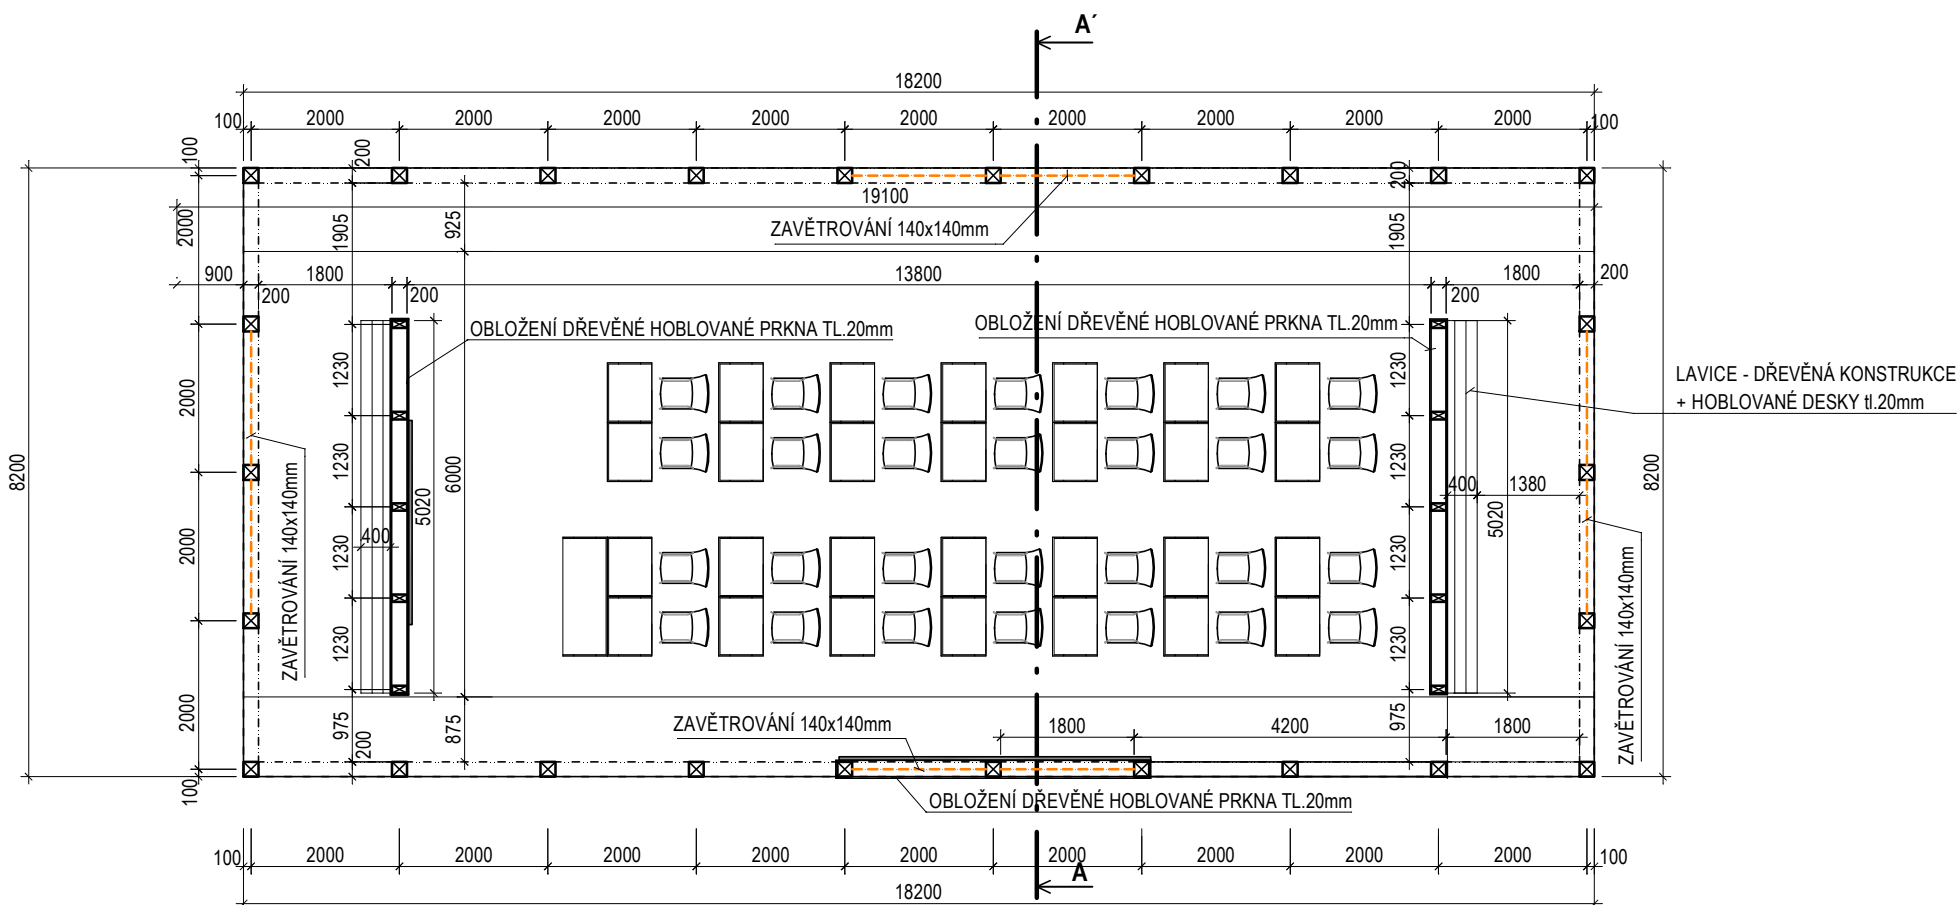 A´
18200
100 2000 2000 2000 2000 2000 2000 2000 2000 2000 100
100
200
200
19100
2000
1905
925
ZAVĚTROVÁNÍ 140x140mm
1905
900 1800 13800 1800 200
200 200 200
OBLOŽENÍ DŘEVĚNÉ HOBLOVANÉ PRKNA TL.20mm
OBLOŽENÍ DŘEVĚNÉ HOBLOVANÉ PRKNA TL.20mm
LAVICE - DŘEVĚNÁ KONSTRUKCE
+ HOBLOVANÉ DESKY tl.20mm
2000
1230
1230
8200
1230
6000
5020
1230
400 1380
8200
5020
2000
400
1230
1230
ZAVĚTROVÁNÍ 140x140mm
ZAVĚTROVÁNÍ 140x140mm
1230
1230
2000
975
200
875
ZAVĚTROVÁNÍ 140x140mm
1800 4200 1800
975
100
OBLOŽENÍ DŘEVĚNÉ HOBLOVANÉ PRKNA TL.20mm
100 2000 2000 2000 2000 2000 2000 2000 2000 2000 100
A
18200